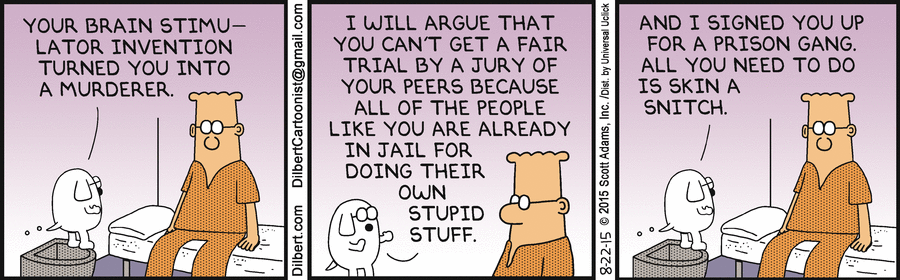 YOUR BRAIN STIMU-
LATOR INVENTION
TURNED YOU INTO
A MURDERER.
Dilbert.com DilbertCartoonist@gmail.com
I WILL ARGUE THAT
YOU CAN'T GET A FAIR
TRIAL BY A JURY OF
YOUR PEERS BECAUSE
ALL OF THE PEOPLE
LIKE YOU ARE ALREADY
IN JAIL FOR
DOING THEIR
OWN
STUPID
STUFF.
8-22-15 © 2015 Scott Adams, Inc. /Dist. by Universal Uclick
AND I SIGNED YOU UP
FOR A PRISON GANG.
ALL YOU NEED TO DO
IS SKIN A
SNITCH.